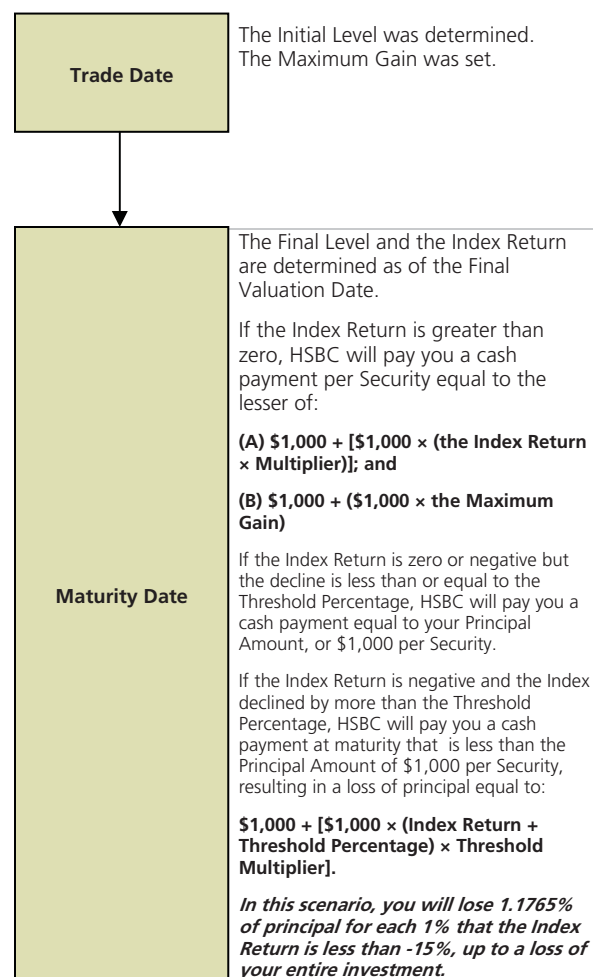 Trade Date
The Initial Level was determined.
The Maximum Gain was set.
Maturity Date
The Final Level and the Index Return
are determined as of the Final
Valuation Date.
If the Index Return is greater than
zero, HSBC will pay you a cash
payment per Security equal to the
lesser of:
(A) $1,000 + [$1,000 × (the Index Return
× Multiplier)]; and
(B) $1,000 + ($1,000 × the Maximum
Gain)
If the Index Return is zero or negative but
the decline is less than or equal to the
Threshold Percentage, HSBC will pay you a
cash payment equal to your Principal
Amount, or $1,000 per Security.
If the Index Return is negative and the Index
declined by more than the Threshold
Percentage, HSBC will pay you a cash
payment at maturity that is less than the
Principal Amount of $1,000 per Security,
resulting in a loss of principal equal to:
$1,000 + [$1,000 × (Index Return +
Threshold Percentage) × Threshold
Multiplier].
In this scenario, you will lose 1.1765%
of principal for each 1% that the Index
Return is less than -15%, up to a loss of
your entire investment.